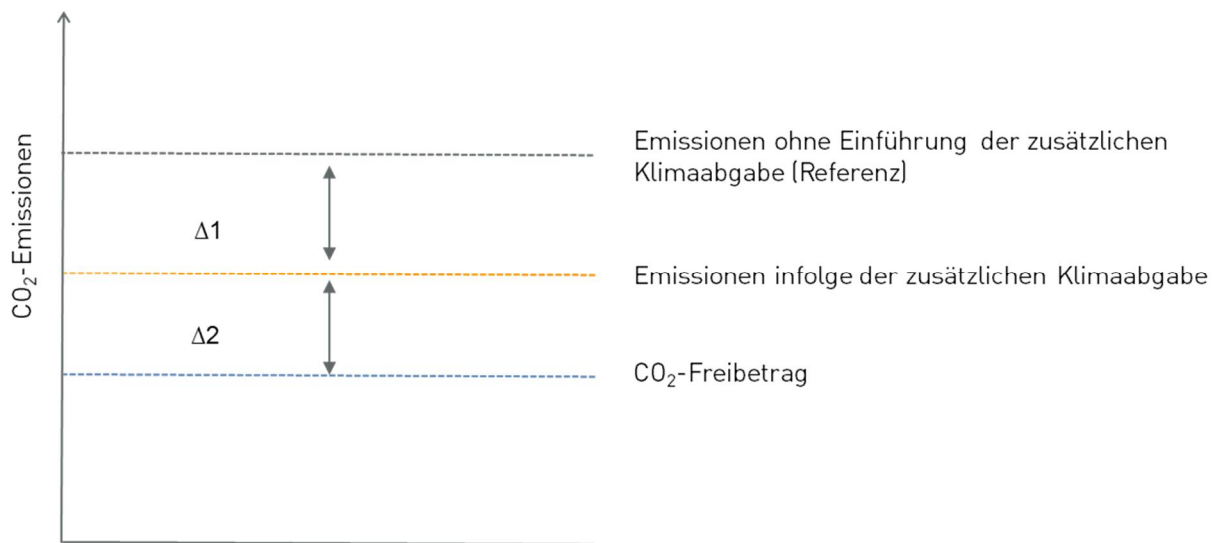 CO₂-Emissionen
Emissionen ohne Einführung der zusätzlichen
Klimaabgabe (Referenz)
Δ1
Emissionen infolge der zusätzlichen Klimaabgabe
Δ2
CO₂-Freibetrag